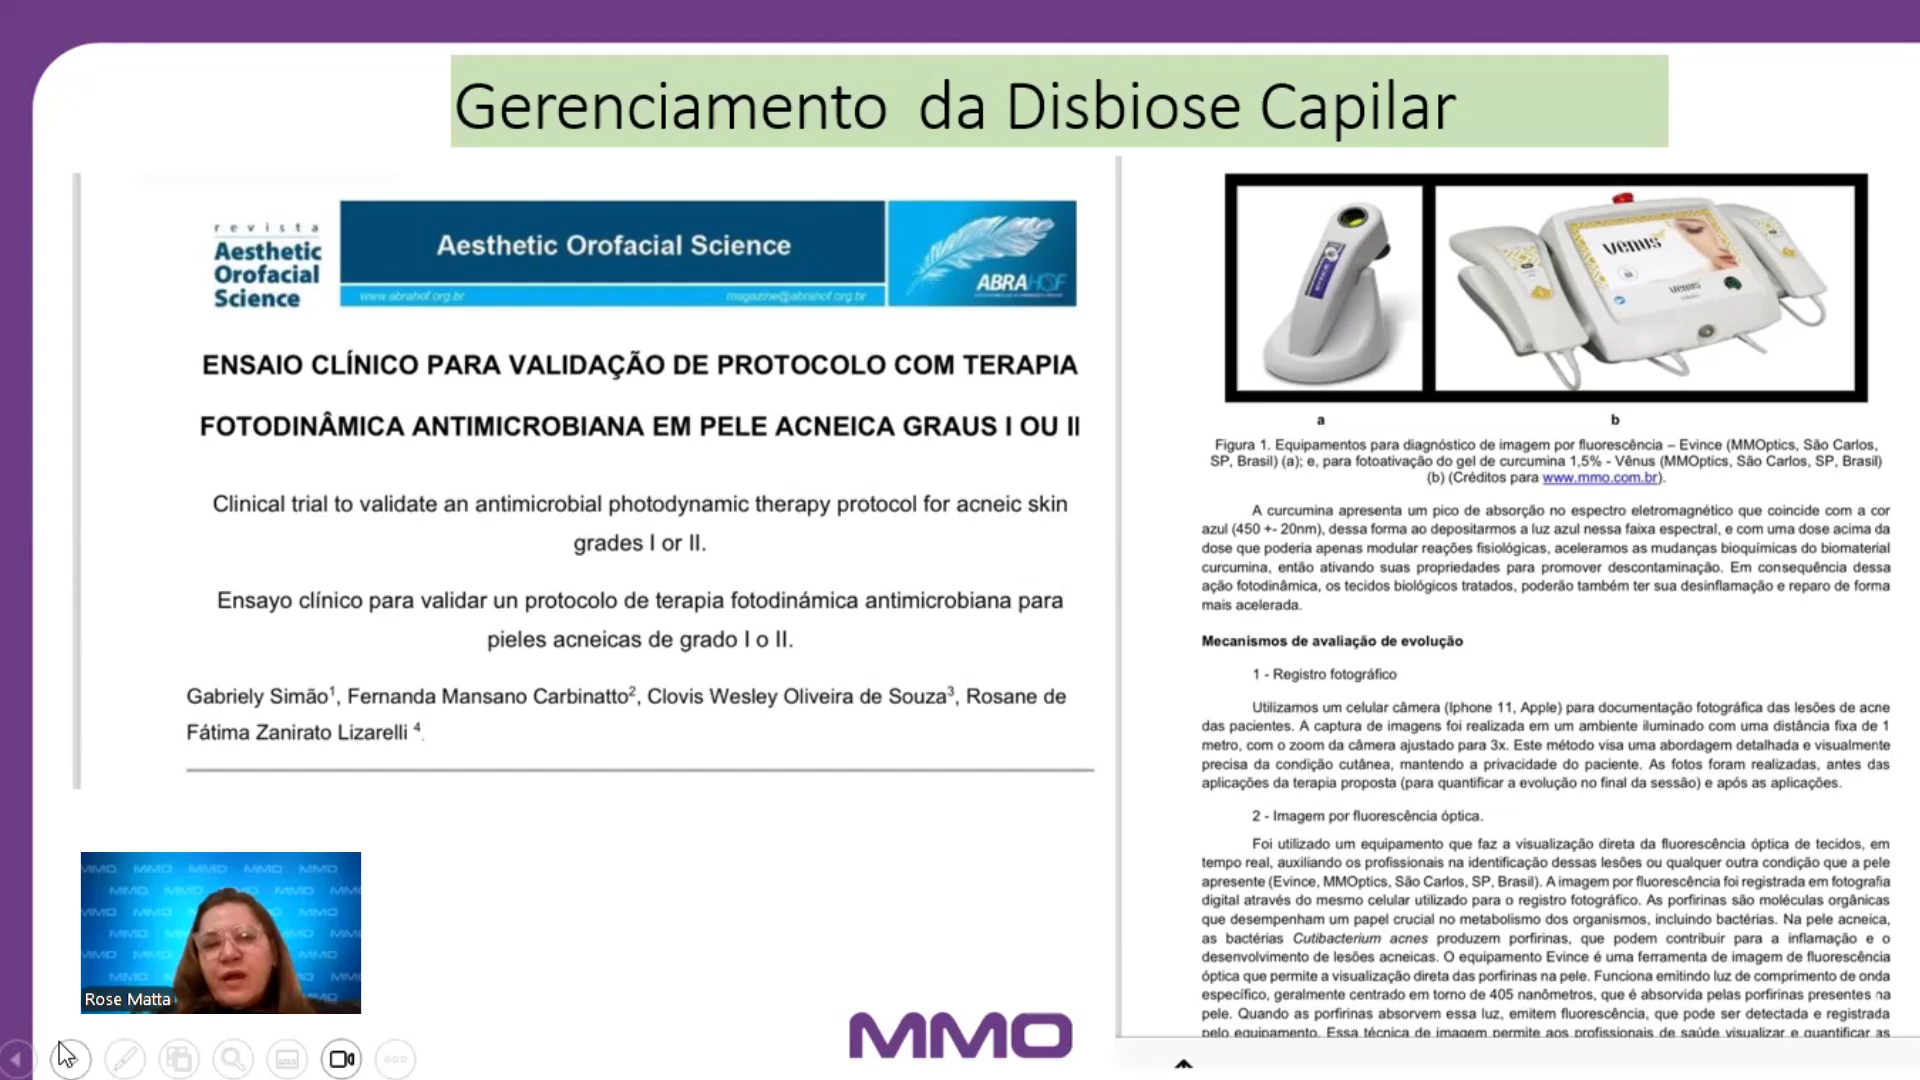 Gerenciamento da Disbiose Capilar
revista
Aesthetic
Orofacial
Science
Aesthetic Orofacial Science
www.abrahof.org.br
magazine@abrahof.org.br
ABRAHOF
ENSAIO CLÍNICO PARA VALIDAÇÃO DE PROTOCOLO COM TERAPIA
FOTODINÂMICA ANTIMICROBIANA EM PELE ACNEICA GRAUS I OU II
Clinical trial to validate an antimicrobial photodynamic therapy protocol for acneic skin
grades I or II.
Ensayo clínico para validar un protocolo de terapia fotodinámica antimicrobiana para
pieles acneicas de grado I o II.
Gabriely Simão1, Fernanda Mansano Carbinatto2, Clovis Wesley Oliveira de Souza3, Rosane de
Fátima Zanirato Lizarelli 4.
vênus
vênus
a
b
Figura 1. Equipamentos para diagnóstico de imagem por fluorescência – Evince (MMOptics, São Carlos,
SP, Brasil) (a); e, para fotoativação do gel de curcumina 1,5% - Vênus (MMOptics, São Carlos, SP, Brasil)
(b) (Créditos para www.mmo.com.br).
A curcumina apresenta um pico de absorção no espectro eletromagnético que coincide com a cor
azul (450 +- 20nm), dessa forma ao depositarmos a luz azul nessa faixa espectral, e com uma dose acima da
dose que poderia apenas modular reações fisiológicas, aceleramos as mudanças bioquímicas do biomaterial
curcumina, então ativando suas propriedades para promover descontaminação. Em consequência dessa
ação fotodinâmica, os tecidos biológicos tratados, poderão também ter sua desinflamação e reparo de forma
mais acelerada.
Mecanismos de avaliação de evolução
1 - Registro fotográfico
Utilizamos um celular câmera (Iphone 11, Apple) para documentação fotográfica das lesões de acne
das pacientes. A captura de imagens foi realizada em um ambiente iluminado com uma distância fixa de 1
metro, com o zoom da câmera ajustado para 3x. Este método visa uma abordagem detalhada e visualmente
precisa da condição cutânea, mantendo a privacidade do paciente. As fotos foram realizadas, antes das
aplicações da terapia proposta (para quantificar a evolução no final da sessão) e após as aplicações.
2 - Imagem por fluorescência óptica.
Foi utilizado um equipamento que faz a visualização direta da fluorescência óptica de tecidos, em
tempo real, auxiliando os profissionais na identificação dessas lesões ou qualquer outra condição que a pele
apresente (Evince, MMOptics, São Carlos, SP, Brasil). A imagem por fluorescência foi registrada em fotografia
digital através do mesmo celular utilizado para o registro fotográfico. As porfirinas são moléculas orgânicas
que desempenham um papel crucial no metabolismo dos organismos, incluindo bactérias. Na pele acneica,
as bactérias Cutibacterium acnes produzem porfirinas, que podem contribuir para a inflamação e o
desenvolvimento de lesões acneicas. O equipamento Evince é uma ferramenta de imagem de fluorescência
óptica que permite a visualização direta das porfirinas na pele. Funciona emitindo luz de comprimento de onda
específico, geralmente centrado em torno de 405 nanômetros, que é absorvida pelas porfirinas presentes na
pele. Quando as porfirinas absorvem essa luz, emitem fluorescência, que pode ser detectada e registrada
pelo equipamento. Essa técnica de imagem permite aos profissionais de saúde visualizar e quantificar as
MMO MMO MMO MMO MMO
Rose Matta
MMO